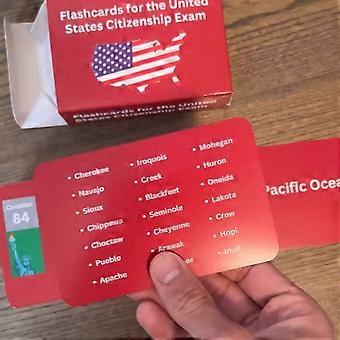 Flashcards for the United
States Citizenship Exam
Flashcards for the United
States Citizenship Exam
• Cherokee
• Navajo
• Sioux
• Chippewa
• Choctaw
• Pueblo
• Apache
• Iroquois
• Creek
• Blackfeet
• Seminole
• Cheyenne
• Arawak
ee
• Mohegan
• Huron
• Oneida
• Lakota
• Crow
• Hopi
• Inuit
Question
84
Pacific Ocea